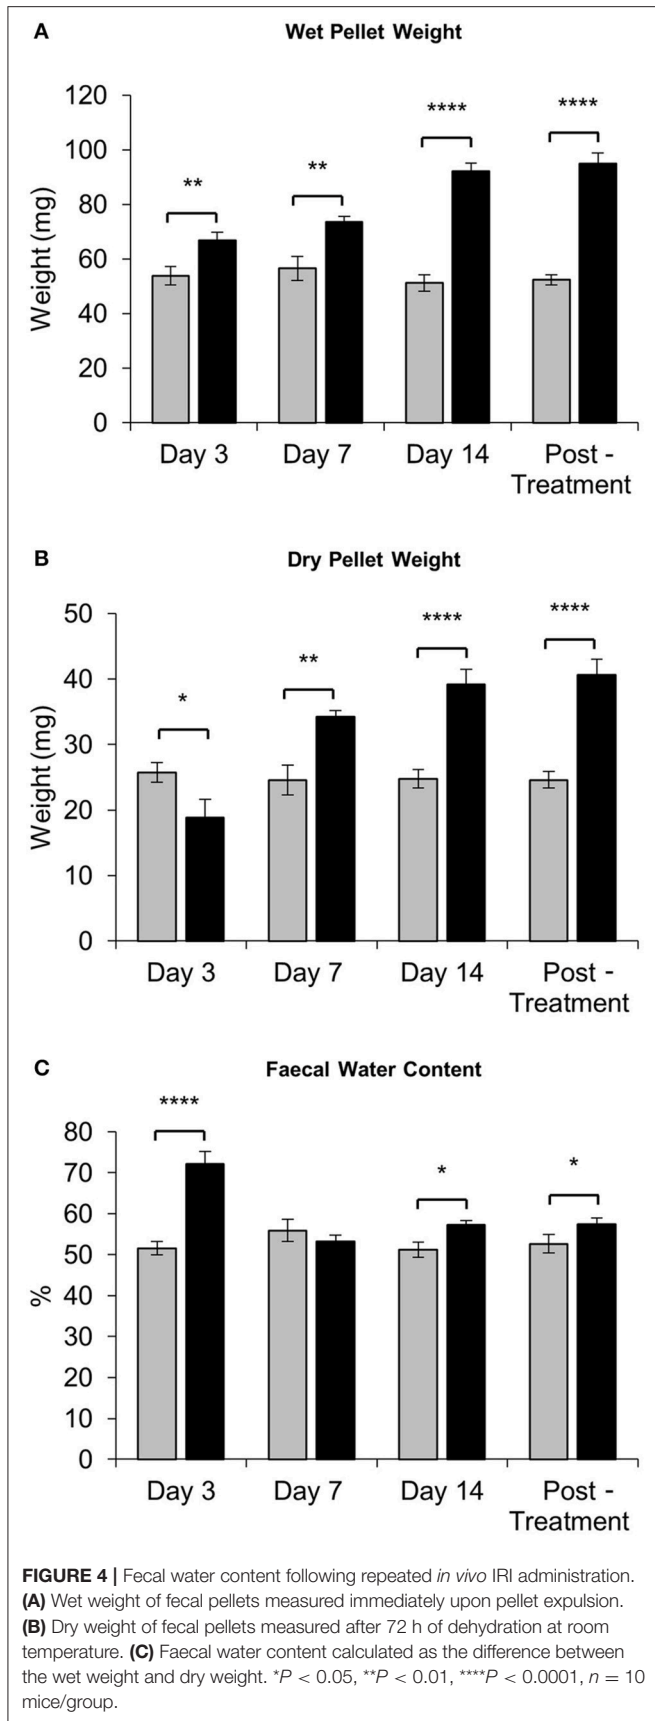 A
Wet Pellet Weight
120
100
80
60
40
20
0
Weight (mg)
**
**
****
****
Day 3
Day 7
Day 14
Post -
Treatment
B
Dry Pellet Weight
50
40
30
20
10
0
Weight (mg)
*
**
****
****
Day 3
Day 7
Day 14
Post -
Treatment
C
Faecal Water Content
80
70
60
50
40
30
20
10
0
%
****
*
*
Day 3
Day 7
Day 14
Post -
Treatment
FIGURE 4 | Fecal water content following repeated in vivo IRI administration.
(A) Wet weight of fecal pellets measured immediately upon pellet expulsion.
(B) Dry weight of fecal pellets measured after 72 h of dehydration at room
temperature. (C) Faecal water content calculated as the difference between
the wet weight and dry weight. *P < 0.05, **P < 0.01, ****P < 0.0001, n = 10
mice/group.